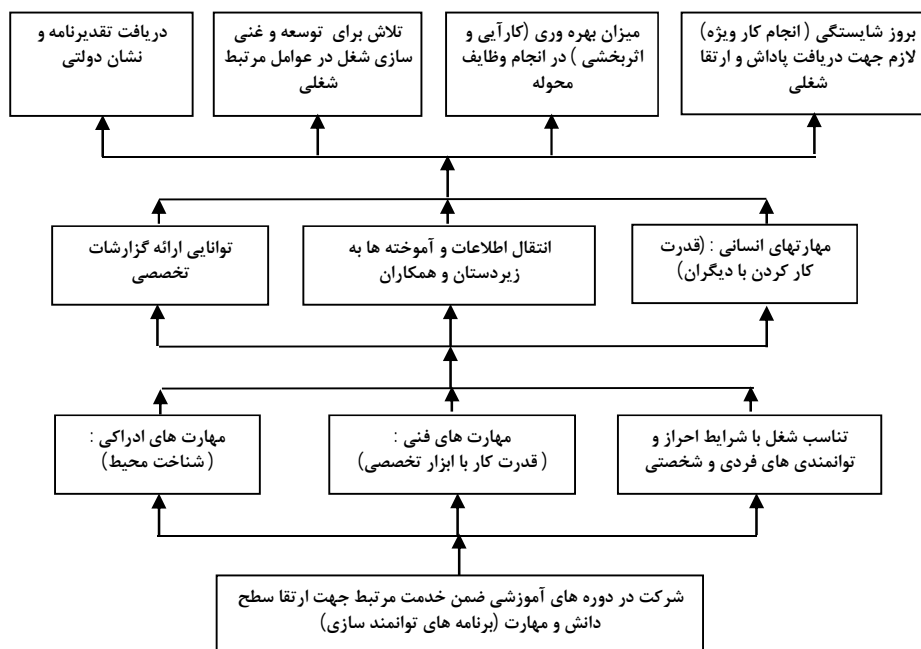 بروز شایستگی ( انجام کار ویژه)
لازم جهت دریافت پاداش و ارتقا
شغلی
میزان بهره وری (کارآیی و
اثربخشی ) در انجام وظایف
محوله
تلاش برای توسعه و غنی
سازی شغل در عوامل مرتبط
شغلی
دریافت تقدیرنامه و
نشان دولتی
مهارتهای انسانی : (قدرت
کار کردن با دیگران)
انتقال اطلاعات و آموخته ها به
زیردستان و همکاران
توانایی ارائه گزارشات
تخصصی
تناسب شغل با شرایط احراز و
توانمندی های فردی و شخصتی
مهارت های فنی :
( قدرت کار با ابزار تخصصی)
مهارت های ادراکی :
(شناخت محیط)
شرکت در دوره های آموزشی ضمن خدمت مرتبط جهت ارتقا سطح
دانش و مهارت (برنامه های توانمند سازی)